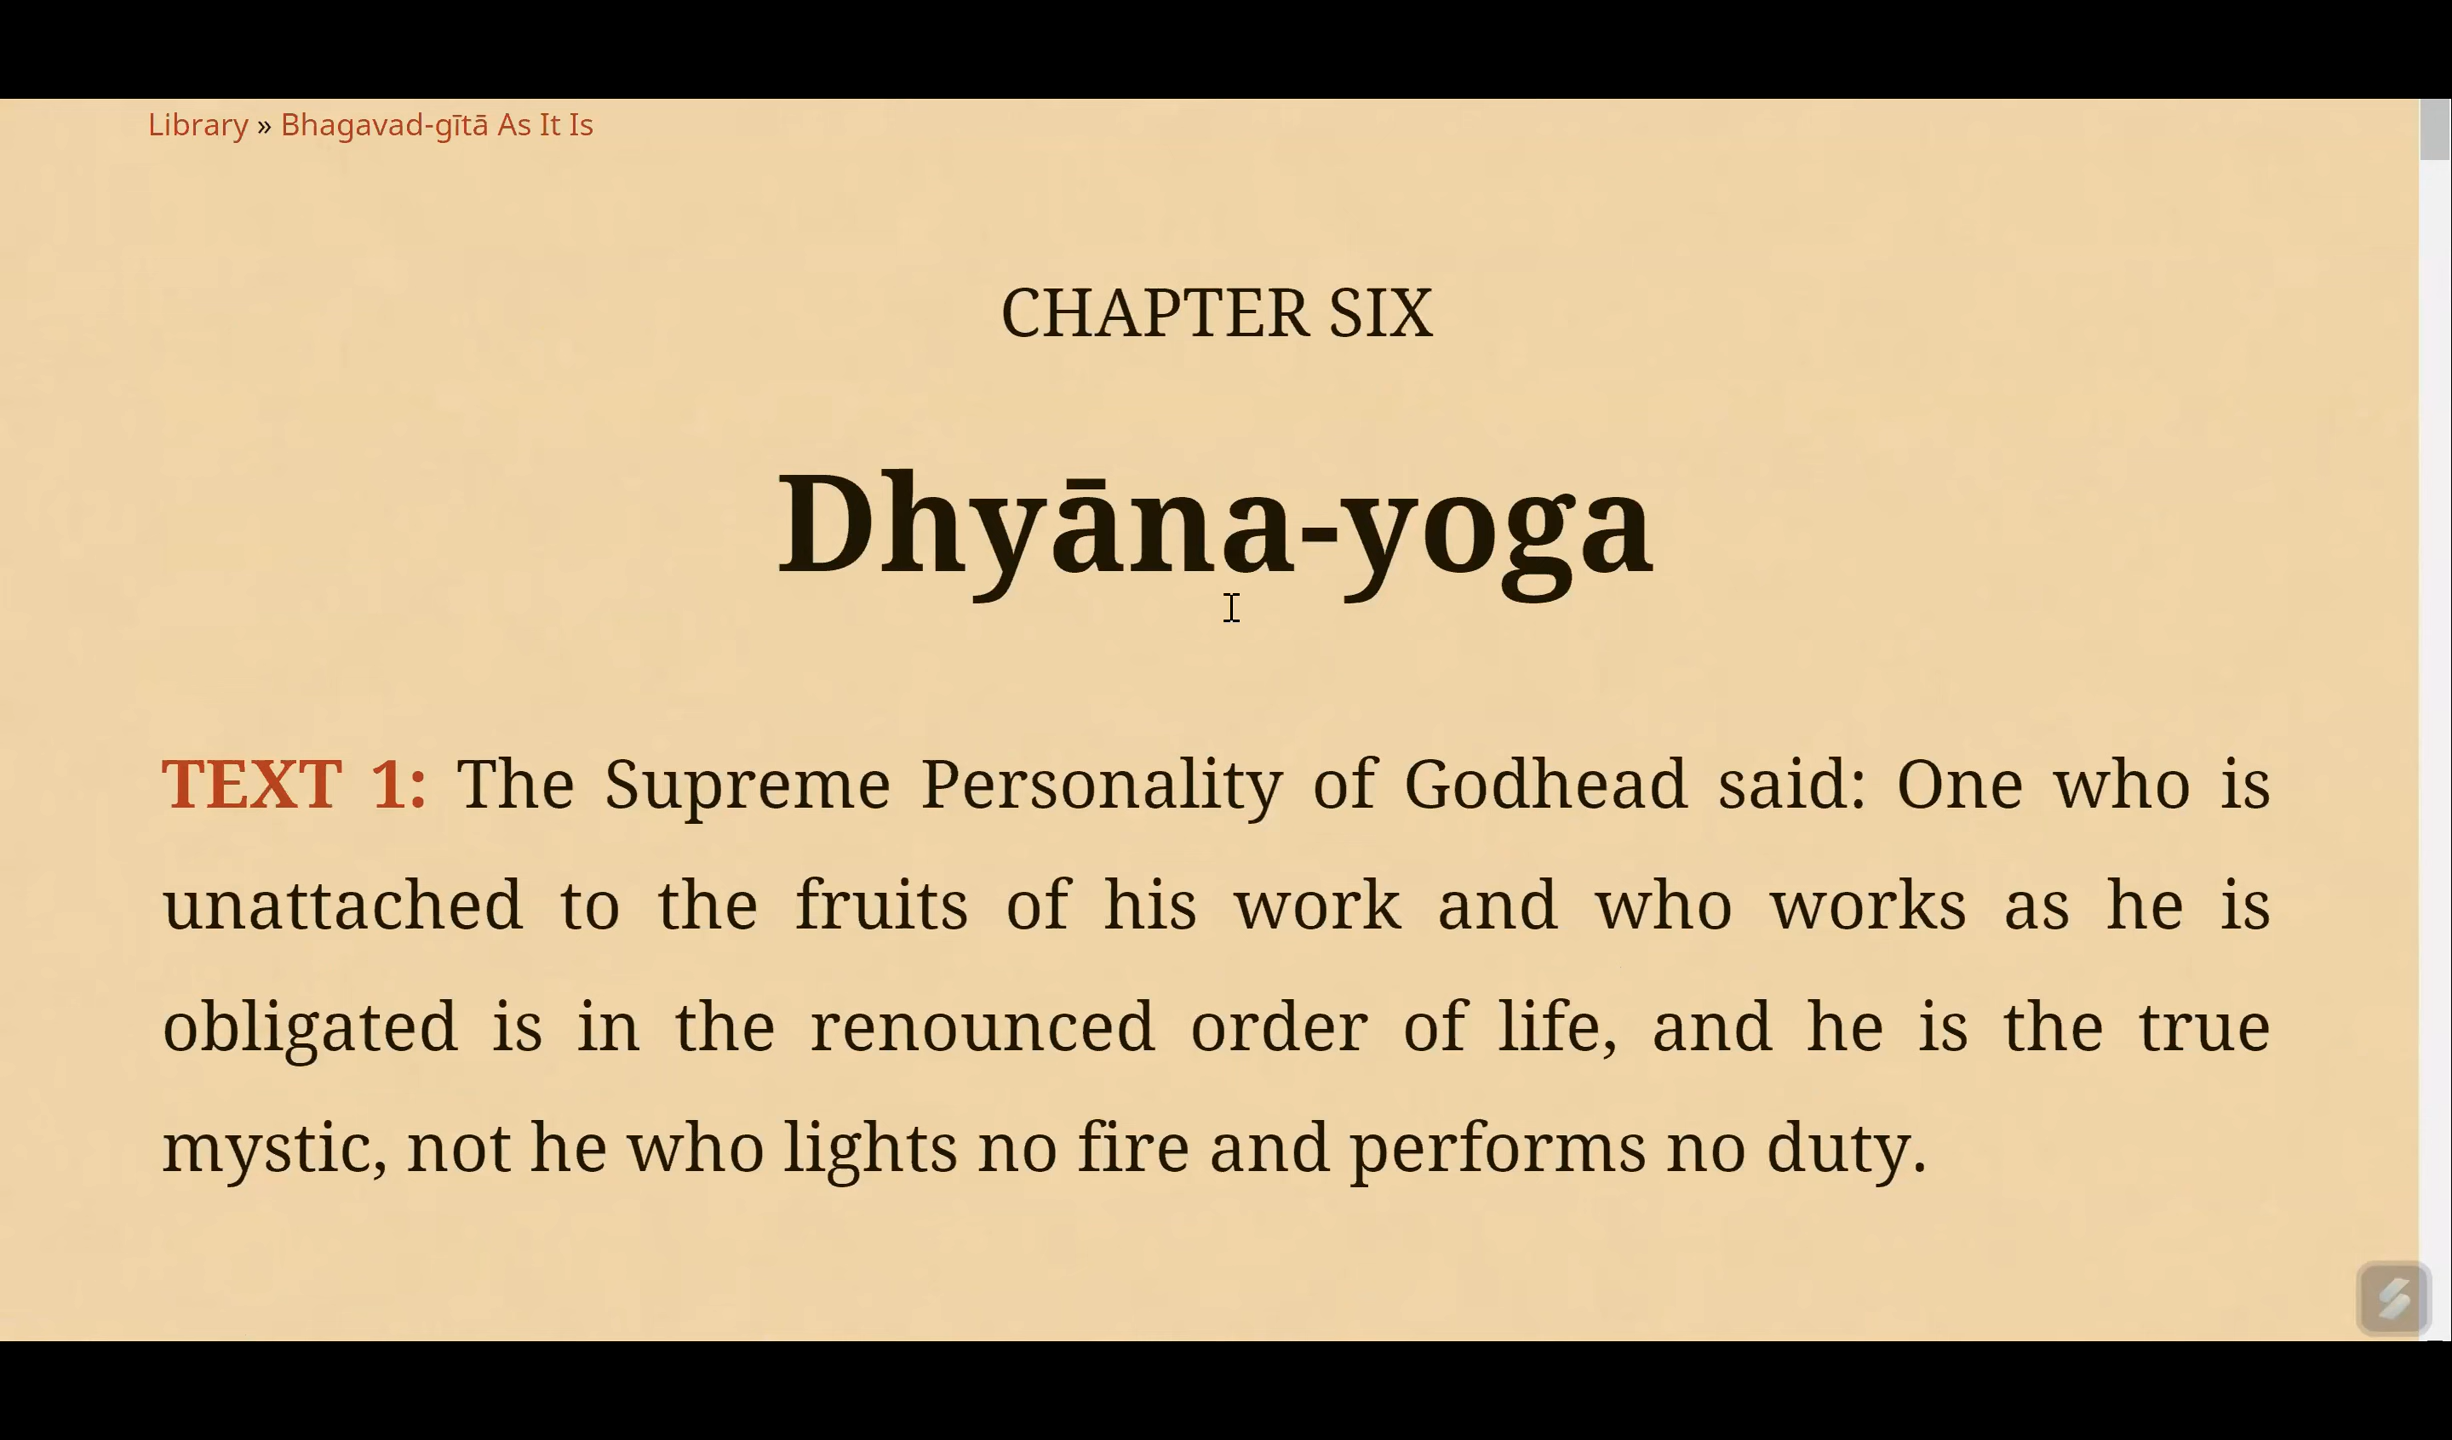 Library » Bhagavad-gītā As It Is
CHAPTER SIX
Dhyāna-yoga
TEXT 1: The Supreme Personality of Godhead said: One who is
unattached to the fruits of his work and who works as he is
obligated is in the renounced order of life, and he is the true
mystic, not he who lights no fire and performs no duty.